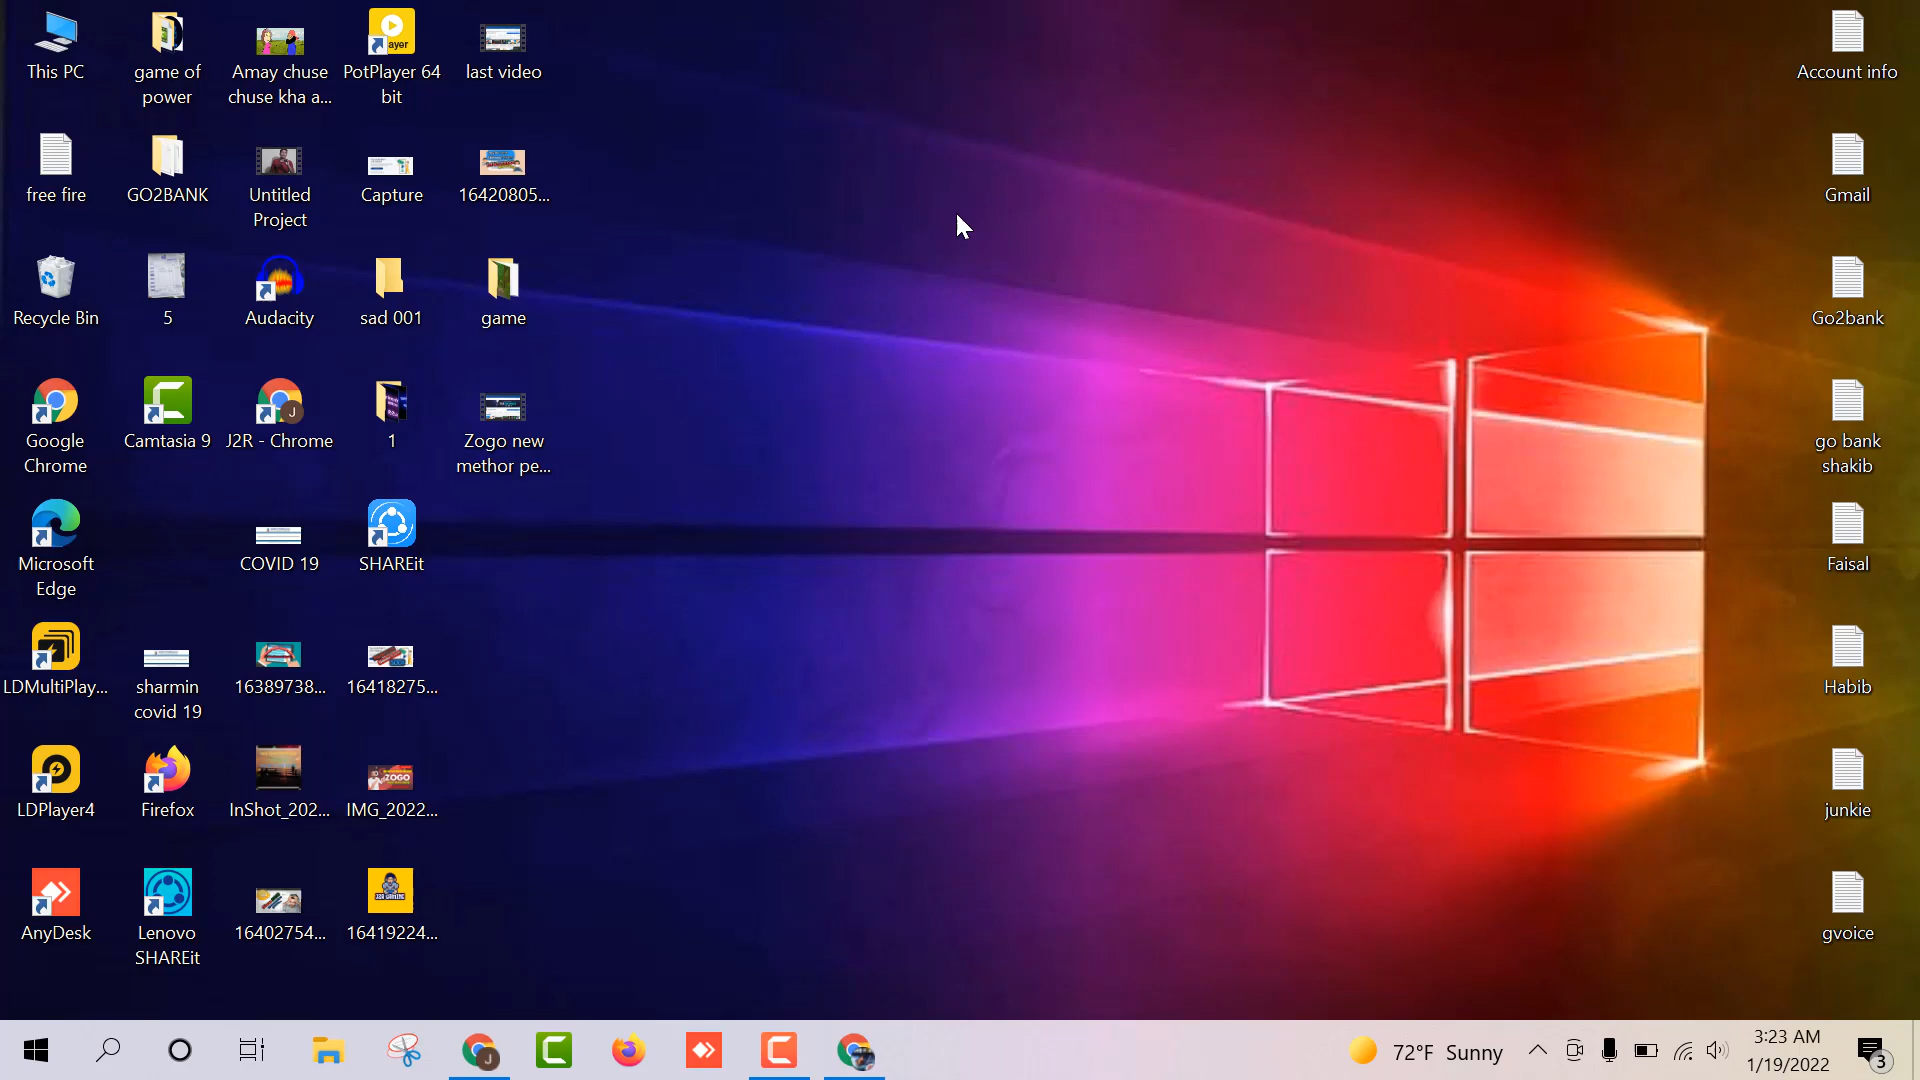 This PC
game of
power
Amay chuse
chuse kha a...
PotPlayer 64
bit
last video
Account info
free fire
GO2BANK
Untitled
Project
Capture
16420805...
Gmail
Recycle Bin
5
Audacity
sad 001
game
Go2bank
Google
Chrome
Camtasia 9
J2R - Chrome
1
Zogo new
methor pe...
go bank
shakib
Microsoft
Edge
COVID 19
SHAREit
Faisal
LDMultiPlay...
sharmin
covid 19
16389738...
16418275...
Habib
LDPlayer4
Firefox
InShot_202...
ZOGO
IMG_2022...
junkie
AnyDesk
Lenovo
SHAREit
16402754...
J2R GAMING
16419224...
gvoice
72°F Sunny
3:23 AM
1/19/2022
3